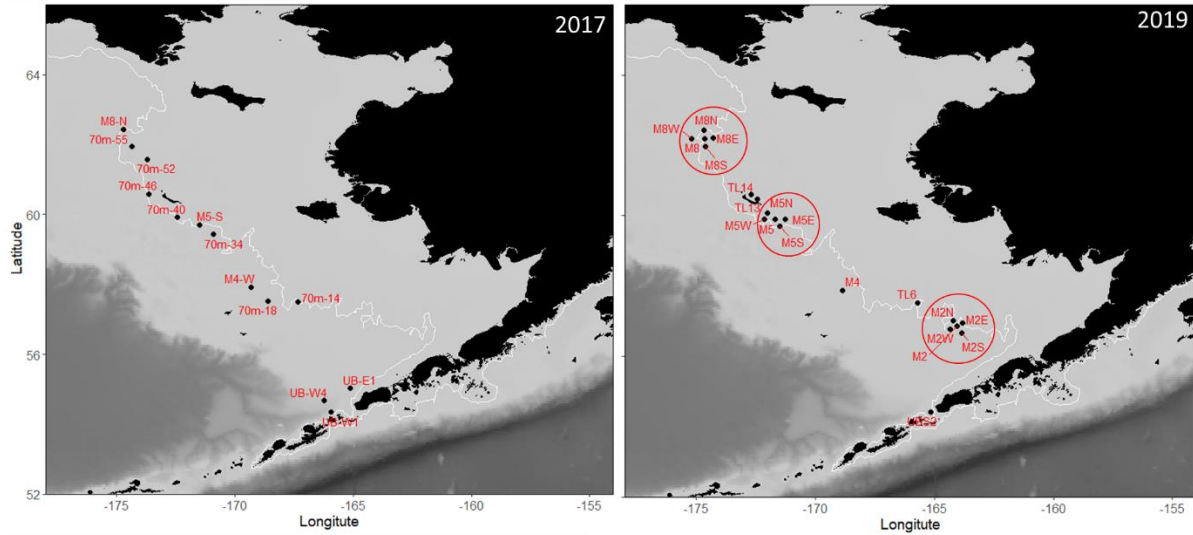 2017
64
M8-N
70m-55
70m-52
70m-46
60
70m-40
M5-S
70m-34
M4-W
70m-14
70m-18
56
UB-E1
UB-W4
UB-W1
52
-175
-170
-165
-160
-155
Latitude
Longitute
2019
M8N
M8W
M8E
M8
M8S
TL14
TL13
M5N
M5W
M5E
M5
M5S
M4
TL6
M2N
M2E
M2W
M2S
M2
-175
-170
-165
-160
-155
Longitute